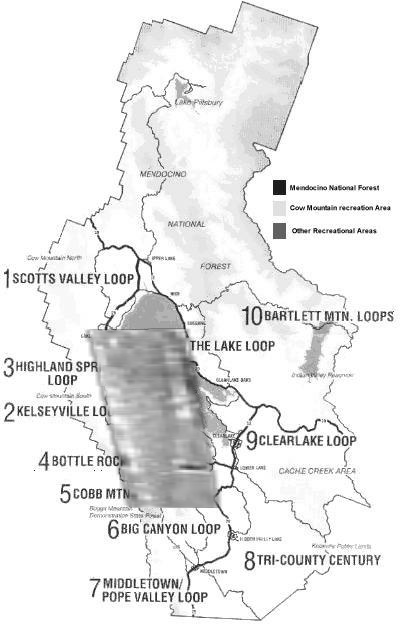 Lake Pillsbury
MENDOCINO
Mendocino National Forest
Cow Mountain recreation Area
NATIONAL
Other Recreational Areas
Cow Mountain North
UPPER LAKE
FOREST
1 SCOTTS VALLEY LOOP
NICE
LUCERNE
10 BARTLETT MTN. LOOPS
THE LAKE LOOP
3 HIGHLAND SPR
LOOP
Indian Valley Reservoir
CLEARLAKE OAKS
Cow Mountain South
2 KELSEYVILLE LO
CLEARLAKE
9 CLEARLAKE LOOP
4 BOTTLE ROCK
LOWER LAKE
CACHE CREEK AREA
5 COBB MTN
Boggs Mountain
Demonstration State Forest
6 BIG CANYON LOOP
HIDDEN VALLEY LAKE
Knoxville Public Lands
8 TRI-COUNTY CENTURY
MIDDLETOWN
7 MIDDLETOWN/
POPE VALLEY LOOP